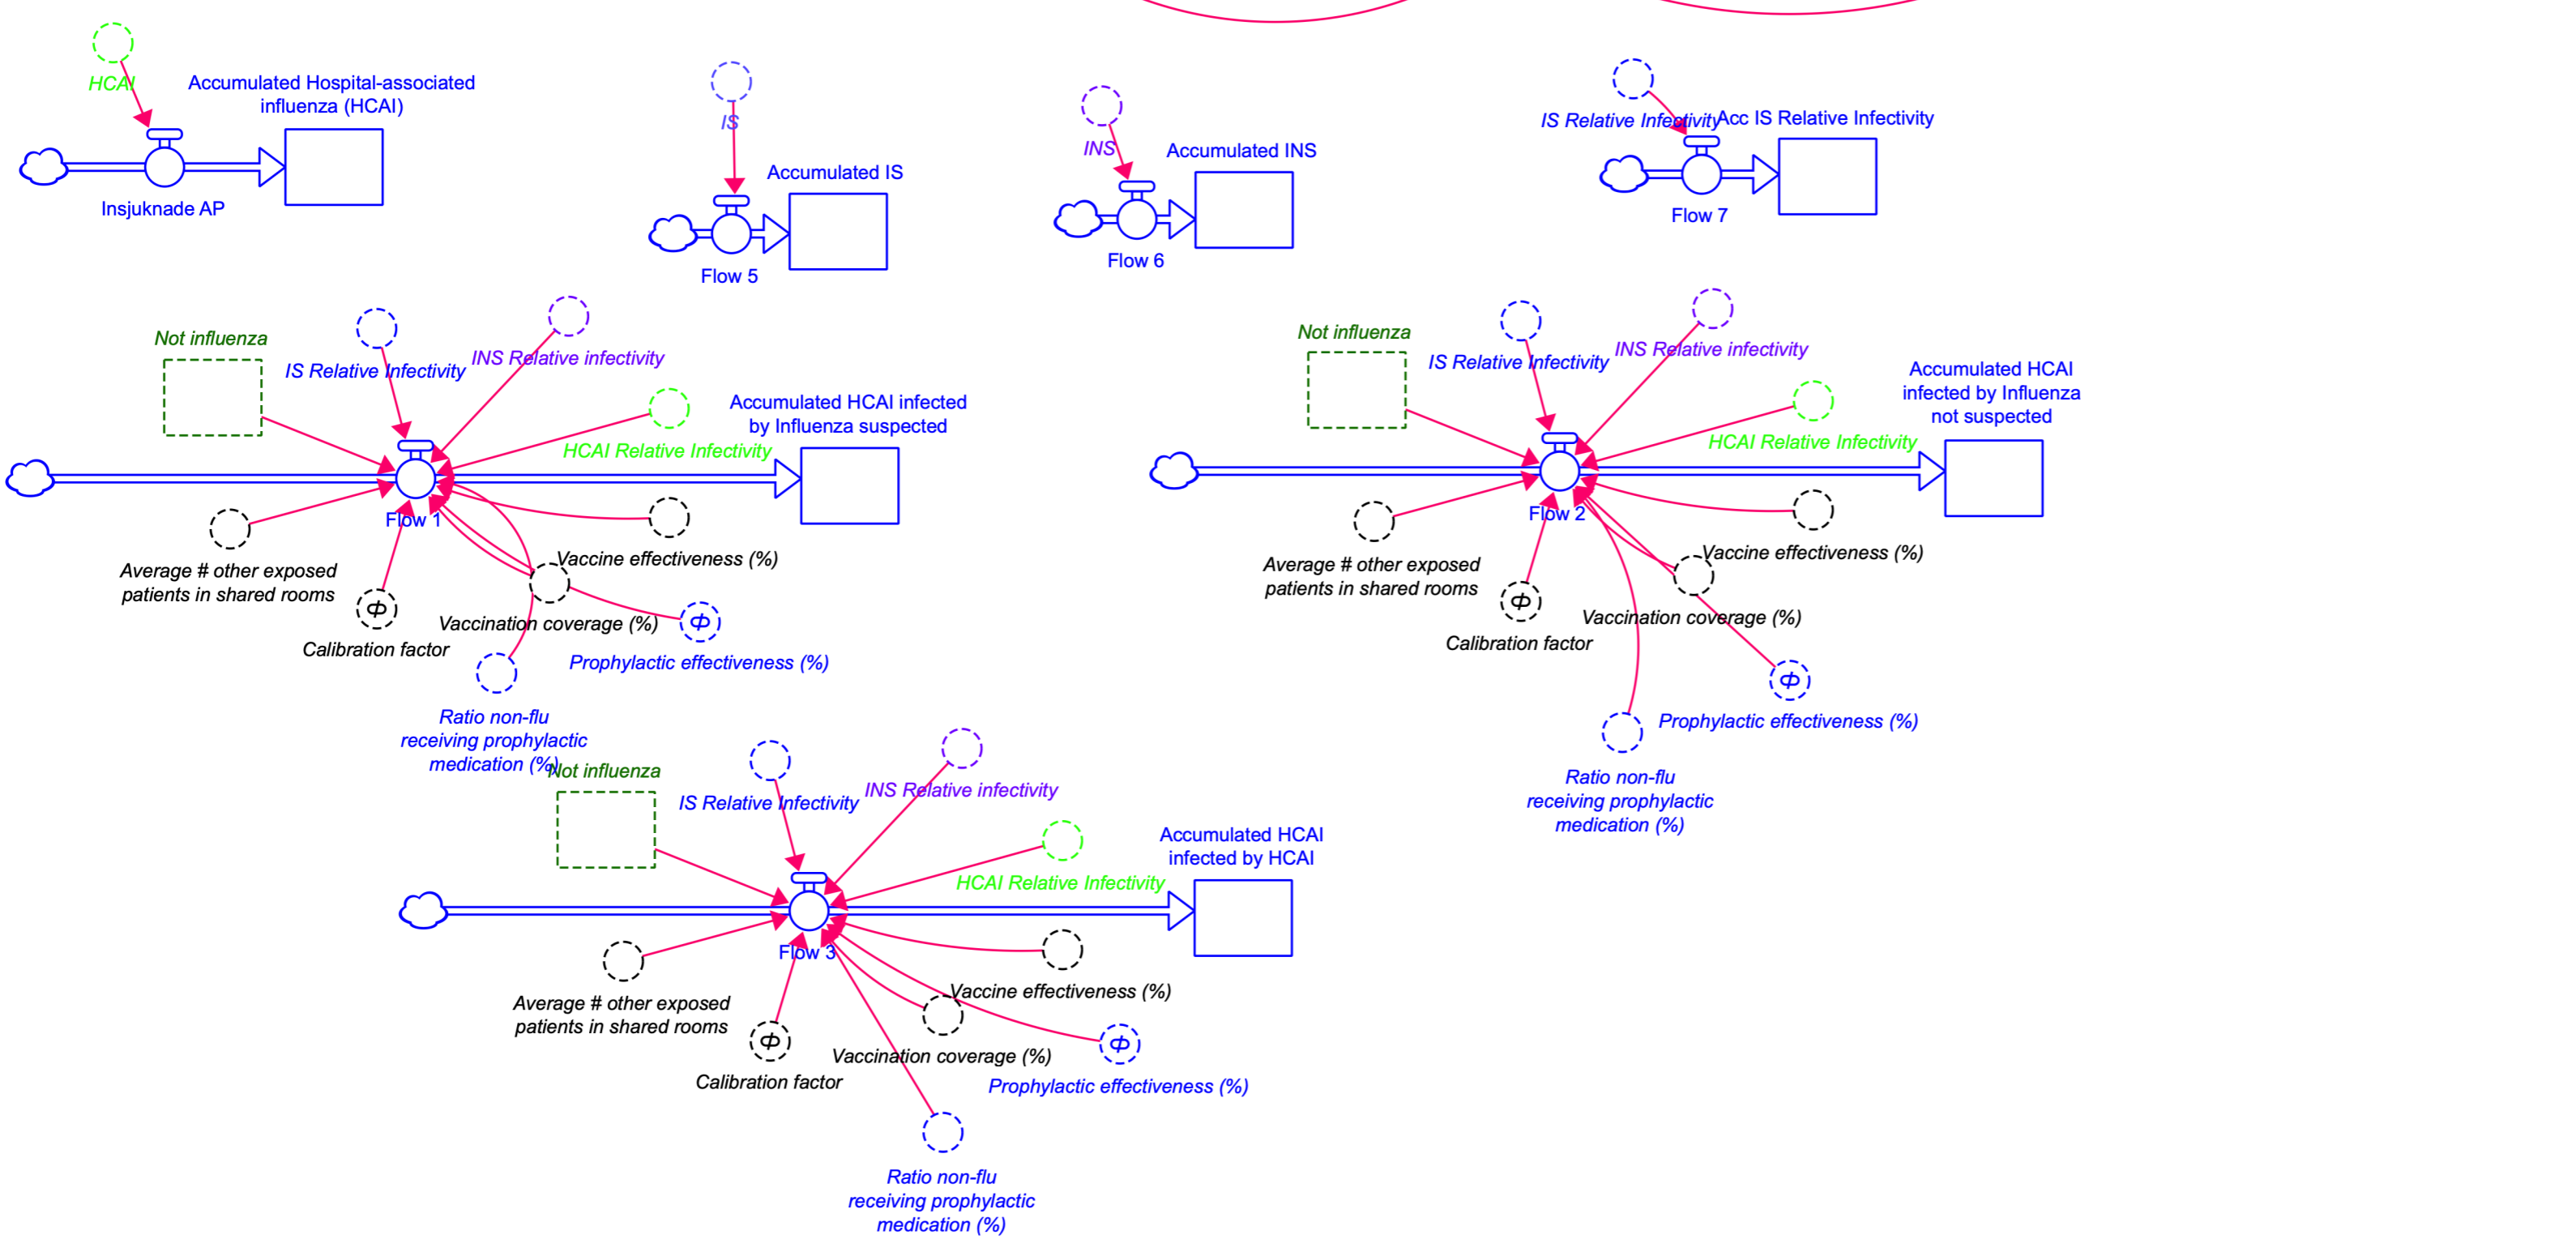 HCAI
Accumulated Hospital-associated
influenza (HCAI)
Insjuknade AP
IS
Accumulated IS
Flow 5
INS
Accumulated INS
Flow 6
IS Relative Infectivity
Acc IS Relative Infectivity
Flow 7
Not influenza
IS Relative Infectivity
INS Relative infectivity
HCAI Relative Infectivity
Accumulated HCAI infected
by Influenza suspected
Flow 1
Average # other exposed
patients in shared rooms
Calibration factor
Vaccine effectiveness (%)
Vaccination coverage (%)
Prophylactic effectiveness (%)
Ratio non-flu
receiving prophylactic
medication (%)
Not influenza
IS Relative Infectivity
INS Relative infectivity
HCAI Relative Infectivity
Accumulated HCAI
infected by Influenza
not suspected
Flow 2
Average # other exposed
patients in shared rooms
Calibration factor
Vaccine effectiveness (%)
Vaccination coverage (%)
Prophylactic effectiveness (%)
Ratio non-flu
receiving prophylactic
medication (%)
Not influenza
IS Relative Infectivity
INS Relative infectivity
HCAI Relative Infectivity
Accumulated HCAI
infected by HCAI
Flow 3
Average # other exposed
patients in shared rooms
Calibration factor
Vaccine effectiveness (%)
Vaccination coverage (%)
Prophylactic effectiveness (%)
Ratio non-flu
receiving prophylactic
medication (%)